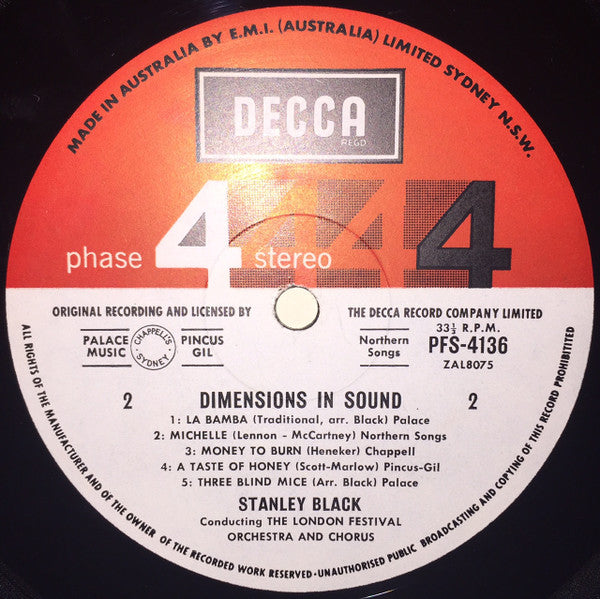 MADE IN AUSTRALIA BY E.M.I. (AUSTRALIA) LIMITED SYDNEY N.S.W.
DECCA
REGD
phase 4 stereo 4 4 4
ORIGINAL RECORDING AND LICENSED BY THE DECCA RECORD COMPANY LIMITED
PALACE MUSIC
CHAPPELL'S SYDNEY
PINCUS GIL
Northern Songs
33⅓ R.P.M.
PFS-4136
ZAL8075
2 DIMENSIONS IN SOUND 2
1: LA BAMBA (Traditional, arr. Black) Palace
2: MICHELLE (Lennon - McCartney) Northern Songs
3: MONEY TO BURN (Heneker) Chappell
4: A TASTE OF HONEY (Scott-Marlow) Pincus-Gil
5: THREE BLIND MICE (Arr. Black) Palace
STANLEY BLACK
Conducting THE LONDON FESTIVAL
ORCHESTRA AND CHORUS
ALL RIGHTS OF THE MANUFACTURER AND OF THE OWNER OF THE RECORDED WORK RESERVED · UNAUTHORISED PUBLIC BROADCASTING AND COPYING OF THIS RECORD PROHIBITITED